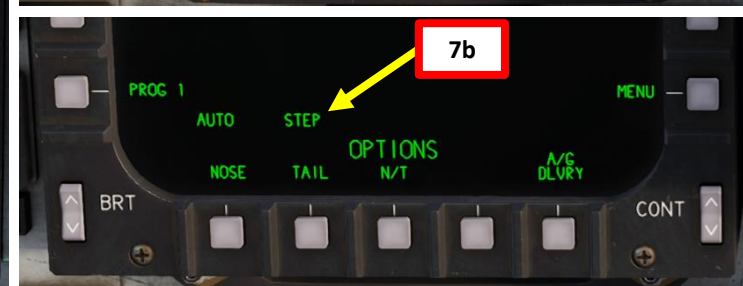 7b
PROG 1
MENU
AUTO STEP
OPTIONS
NOSE TAIL N/T A/G
DLVRY
BRT CONT